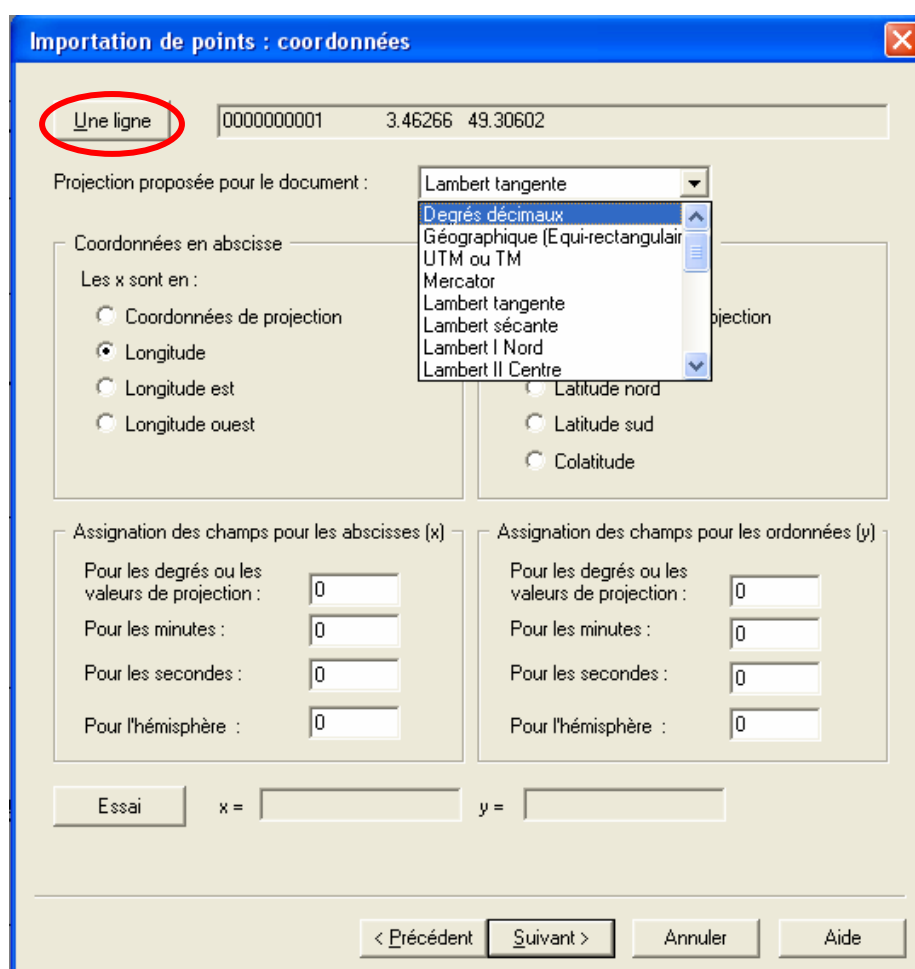 Importation de points : coordonnées
Une ligne
0000000001 3.46266 49.30602
Projection proposée pour le document :
Lambert tangente
Degrés décimaux
Géographique (Equi-rectangulair
UTM ou TM
Mercator
Lambert tangente
Lambert sécante
Lambert I Nord
Lambert II Centre
Coordonnées en abscisse
Les x sont en :
Coordonnées de projection
Longitude
Longitude est
Longitude ouest
ojection
Latitude nord
Latitude sud
Colatitude
Assignation des champs pour les abscisses (x)
Pour les degrés ou les
valeurs de projection :
0
Pour les minutes :
0
Pour les secondes :
0
Pour l'hémisphère :
0
Assignation des champs pour les ordonnées (y)
Pour les degrés ou les
valeurs de projection :
0
Pour les minutes :
0
Pour les secondes :
0
Pour l'hémisphère :
0
Essai
x =
y =
< Précédent
Suivant >
Annuler
Aide